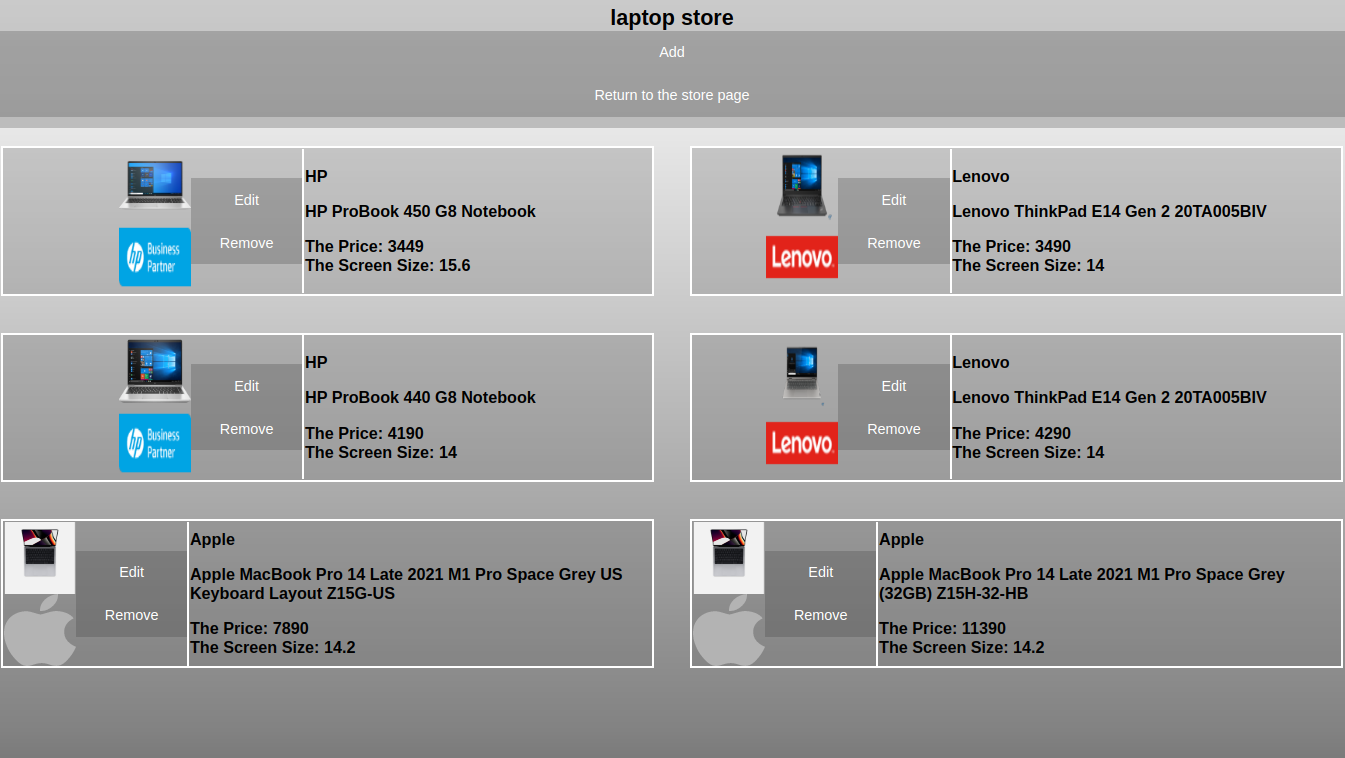 laptop store
Add
Return to the store page
Edit
Remove
hp Business
Partner
HP
HP ProBook 450 G8 Notebook
The Price: 3449
The Screen Size: 15.6
Edit
Remove
Lenovo
Lenovo
Lenovo ThinkPad E14 Gen 2 20TA005BIV
The Price: 3490
The Screen Size: 14
Edit
Remove
hp Business
Partner
HP
HP ProBook 440 G8 Notebook
The Price: 4190
The Screen Size: 14
Edit
Remove
Lenovo
Lenovo
Lenovo ThinkPad E14 Gen 2 20TA005BIV
The Price: 4290
The Screen Size: 14
Edit
Remove
Apple
Apple MacBook Pro 14 Late 2021 M1 Pro Space Grey US
Keyboard Layout Z15G-US
The Price: 7890
The Screen Size: 14.2
Edit
Remove
Apple
Apple MacBook Pro 14 Late 2021 M1 Pro Space Grey
(32GB) Z15H-32-HB
The Price: 11390
The Screen Size: 14.2